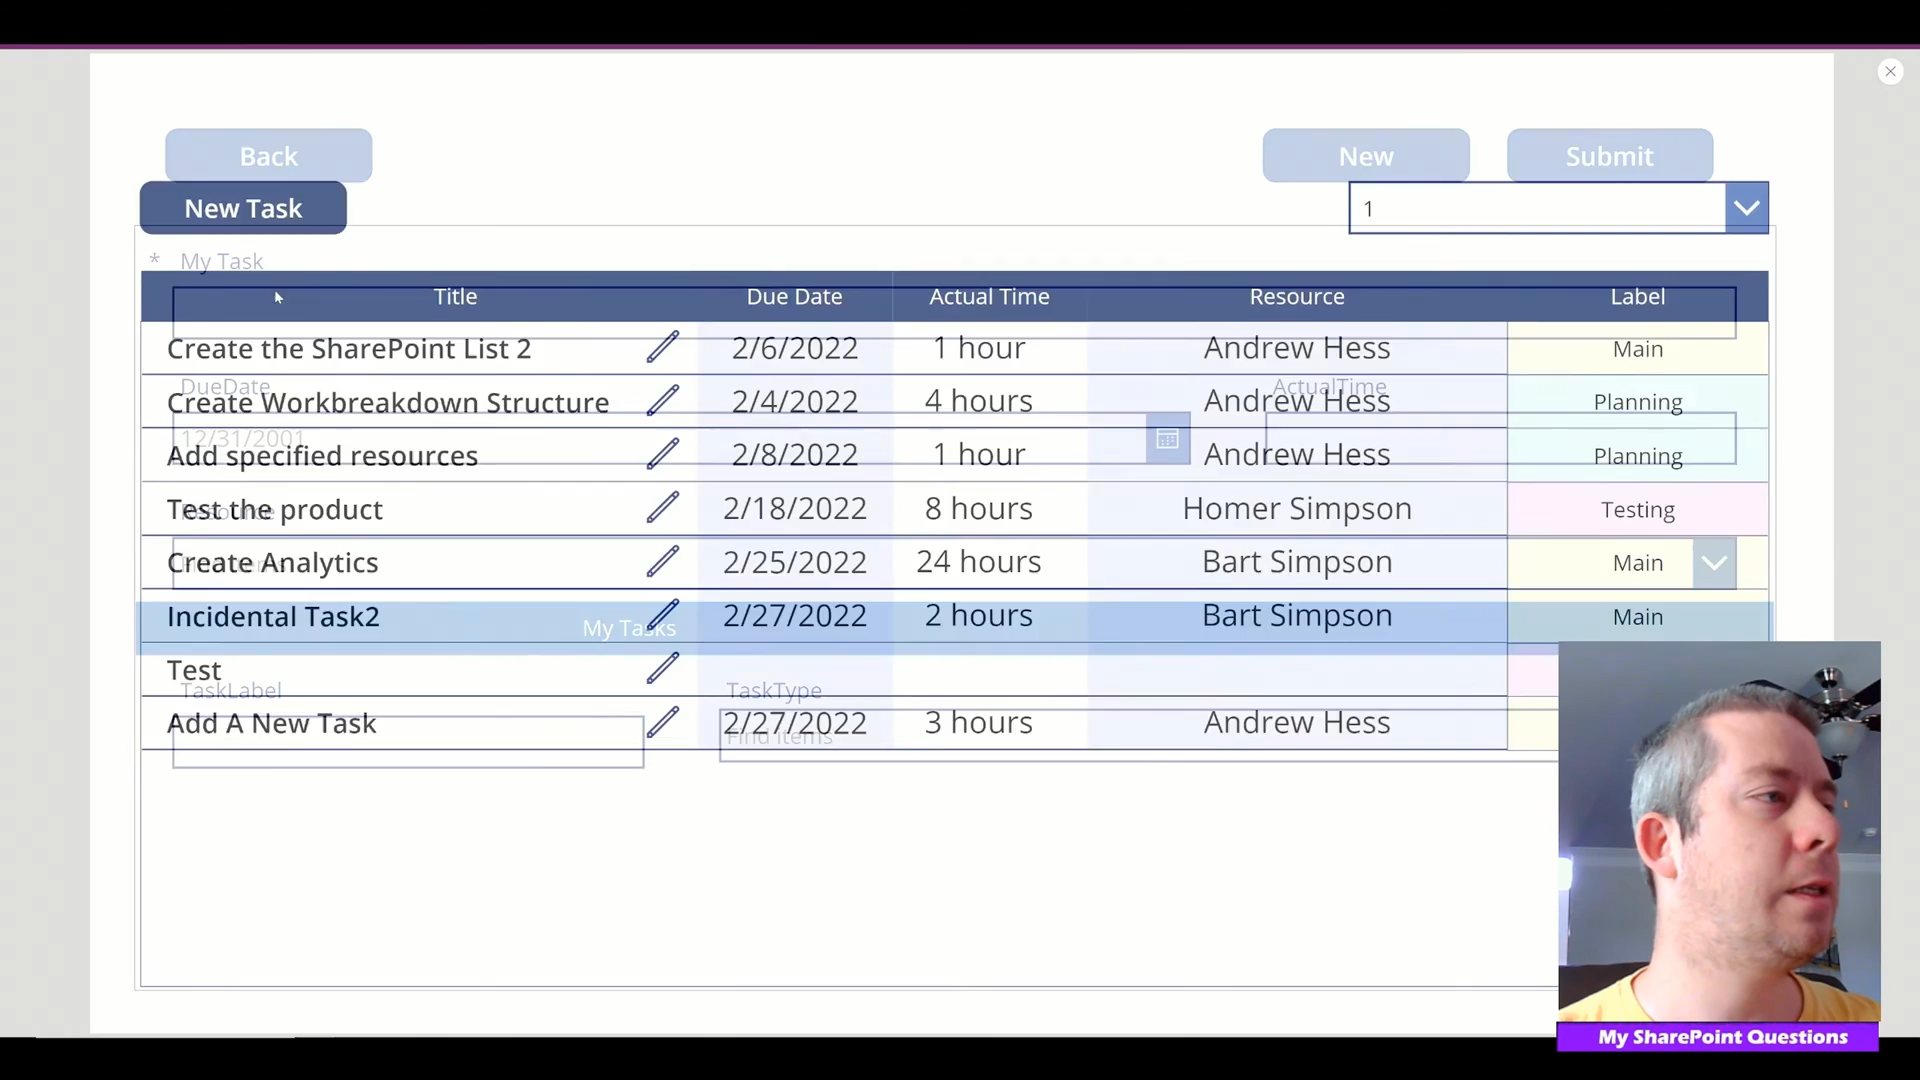 Back New Submit
New Task 1
* My Task
Title Due Date Actual Time Resource Label
Create the SharePoint List 2 2/6/2022 1 hour Andrew Hess Main
DueDate ActualTime
Create Workbreakdown Structure 2/4/2022 4 hours Andrew Hess Planning
12/31/2001
Add specified resources 2/8/2022 1 hour Andrew Hess Planning
Test the product 2/18/2022 8 hours Homer Simpson Testing
Resource
Create Analytics 2/25/2022 24 hours Bart Simpson Main
Find items
Incidental Task2 2/27/2022 2 hours Bart Simpson Main
My Tasks
Test
TaskLabel TaskType
Add A New Task 2/27/2022 3 hours Andrew Hess
Find items
My SharePoint Questions